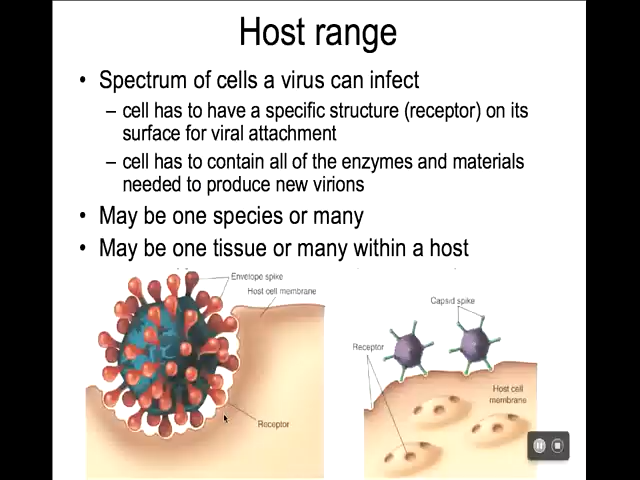 Host range
• Spectrum of cells a virus can infect
– cell has to have a specific structure (receptor) on its
surface for viral attachment
– cell has to contain all of the enzymes and materials
needed to produce new virions
• May be one species or many
• May be one tissue or many within a host
Envelope spike
Host cell membrane
Receptor
Capsid spike
Receptor
Host cell
membrane